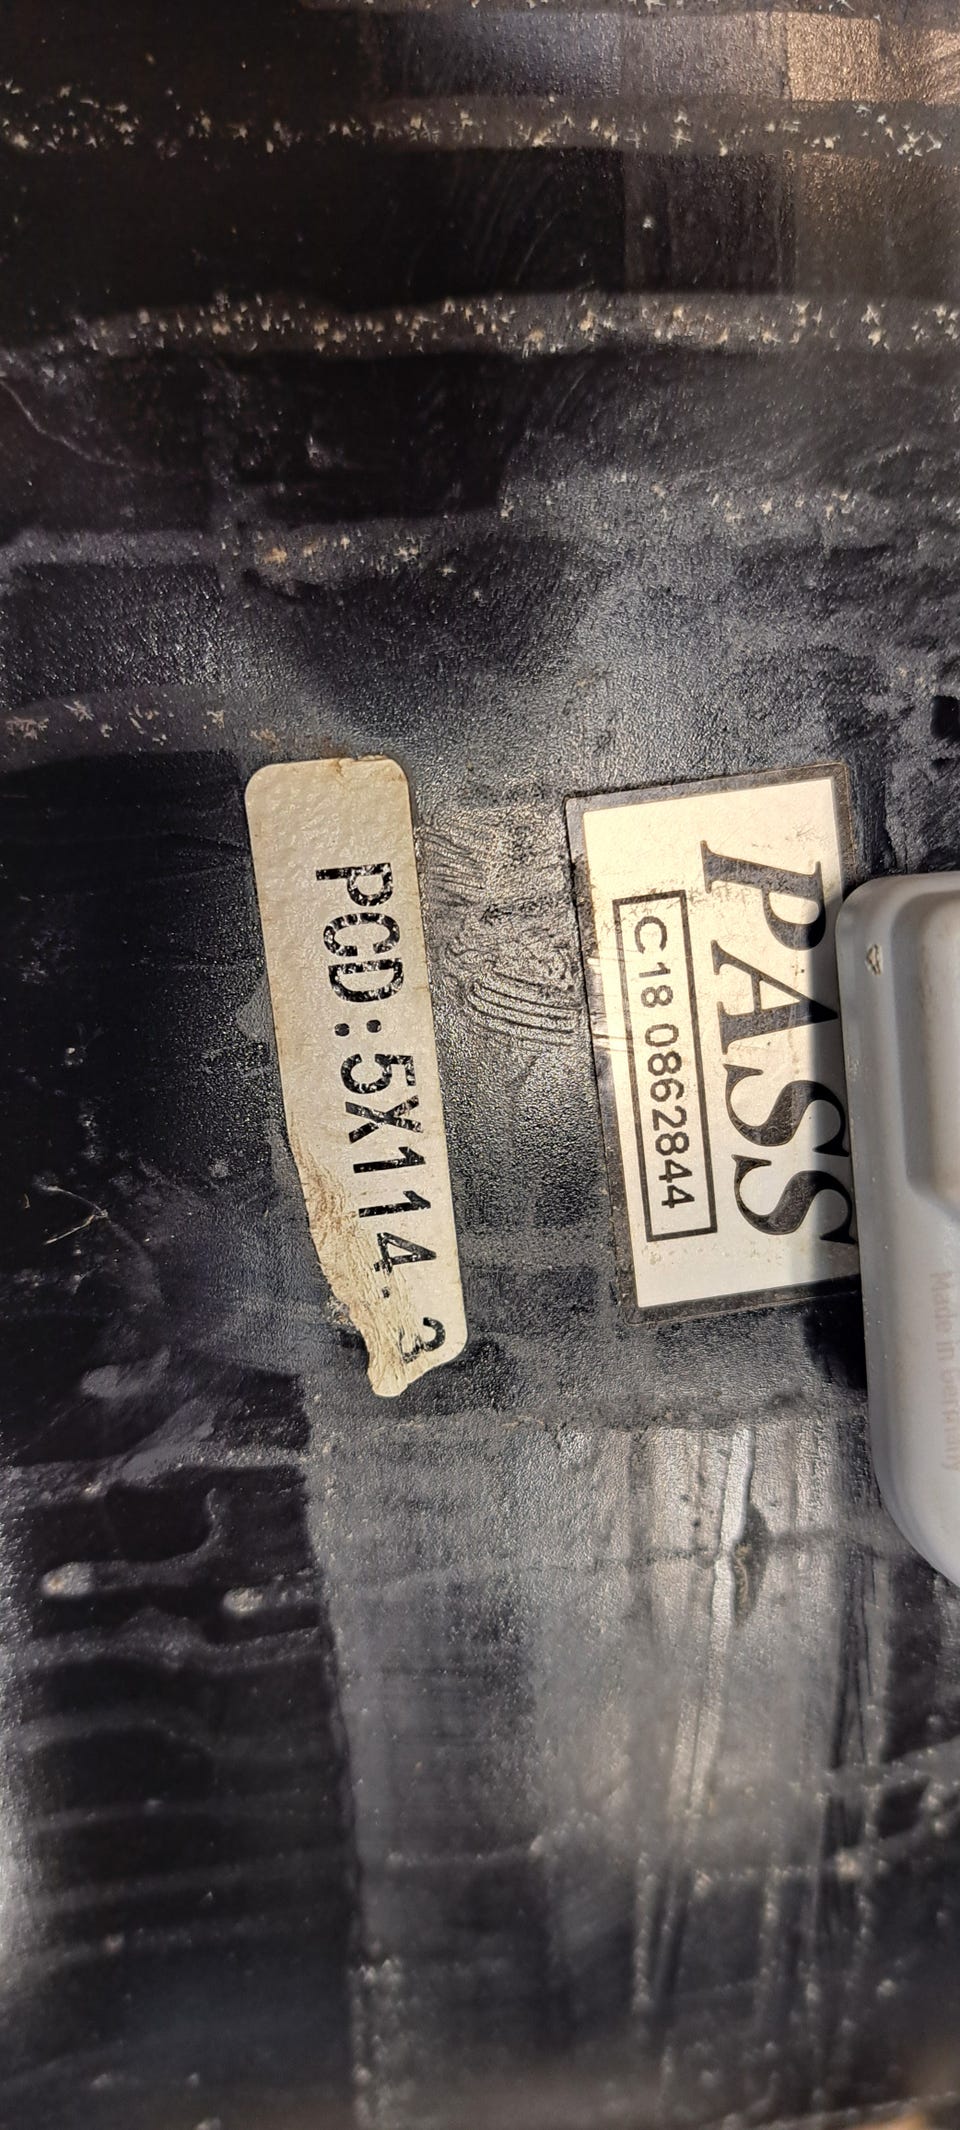 PASS
C18 0862844
PCD:5X114.3
Made in Germany